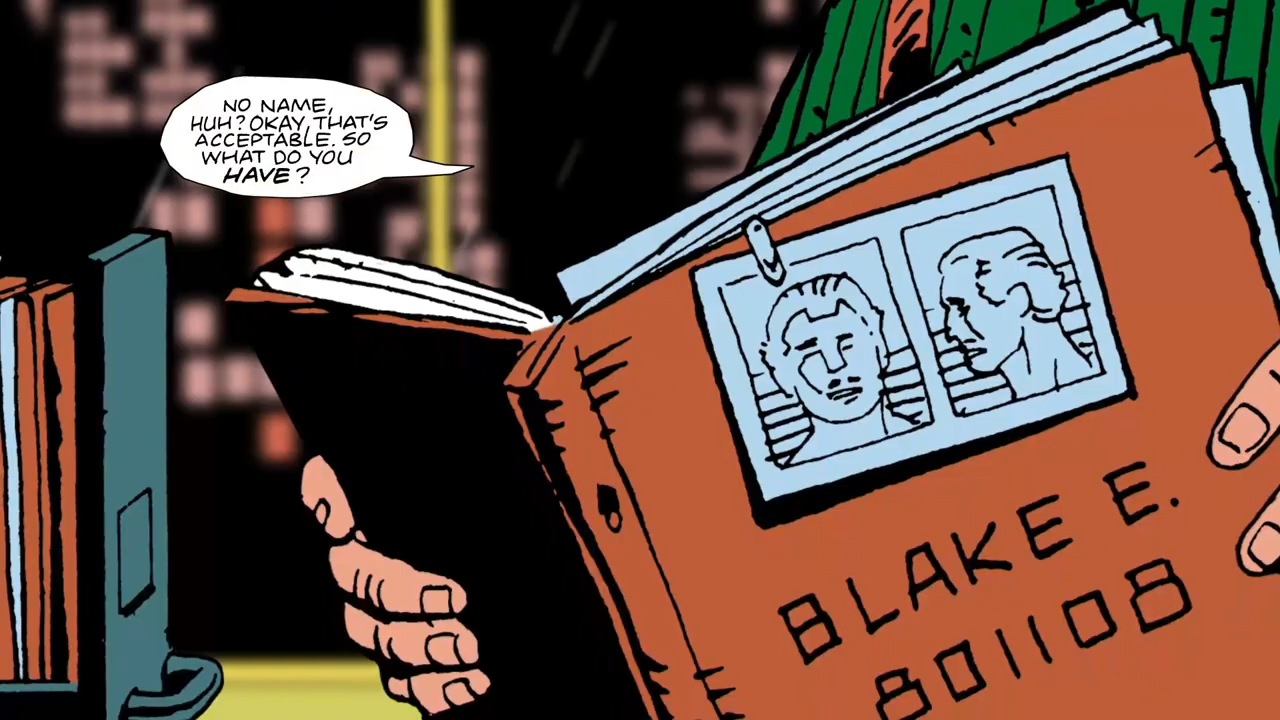 NO NAME,
HUH? OKAY, THAT'S
ACCEPTABLE. SO
WHAT DO YOU
HAVE?
BLAKE E.
801108